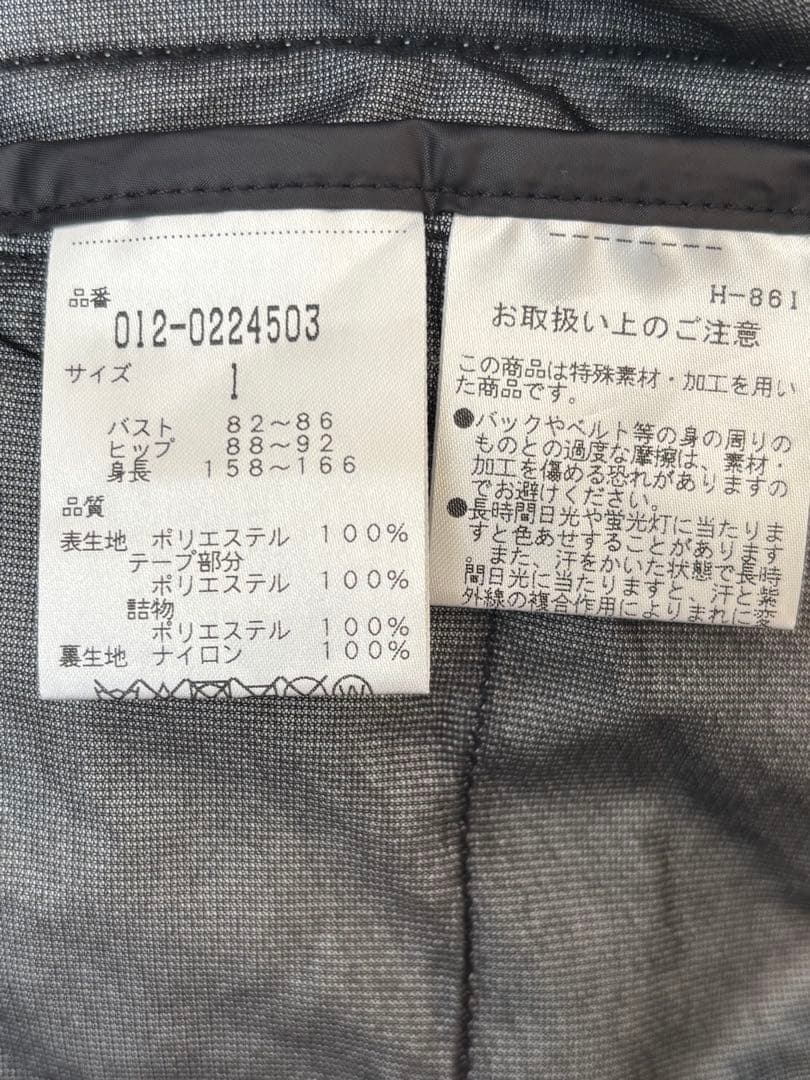 品番
012-0224503
サイズ
1
バスト 82~86
ヒップ 88~92
身長 158~166
品質
表生地 ポリエステル 100%
テープ部分
ポリエステル 100%
詰物
ポリエステル 100%
裏生地 ナイロン 100%
H-861
お取扱い上のご注意
この商品は特殊素材・加工を用い
た商品です。
●バックやベルト等の身の周りの
ものとの過度な摩擦は、素材・
加工を傷める恐れがありますの
でお避けください。
●長時間日光や蛍光灯に当たりま
すと色あせすることがあります
。また、汗をかいた状態で長時
間日光に当たりますと、汗と紫
外線の複合作用によりまれに変